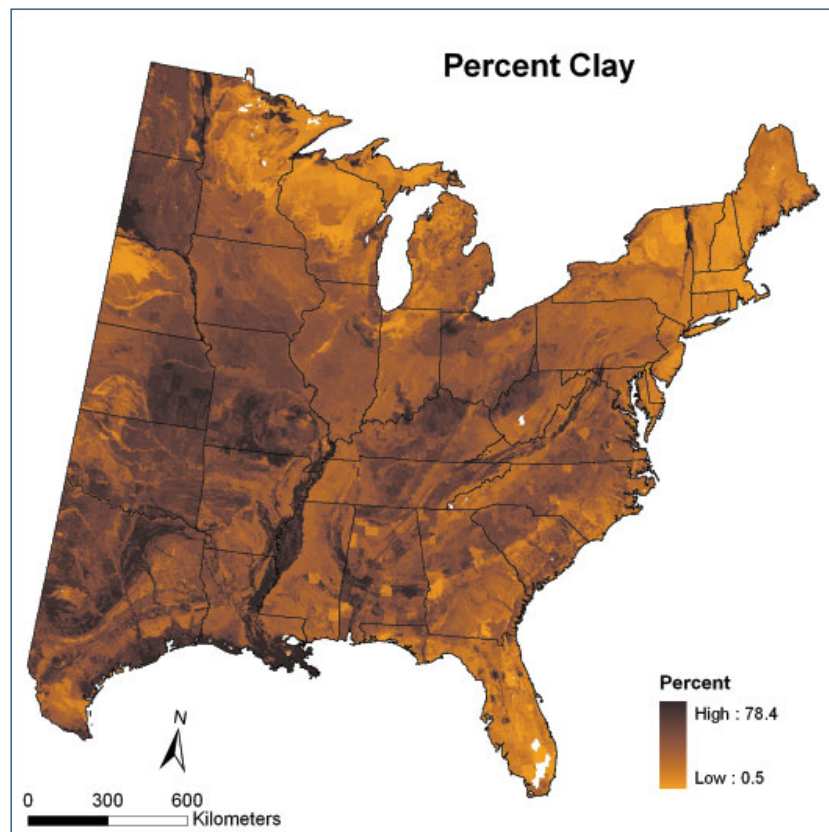 Percent Clay
Percent
High : 78.4
Low : 0.5
N
0 300 600
Kilometers